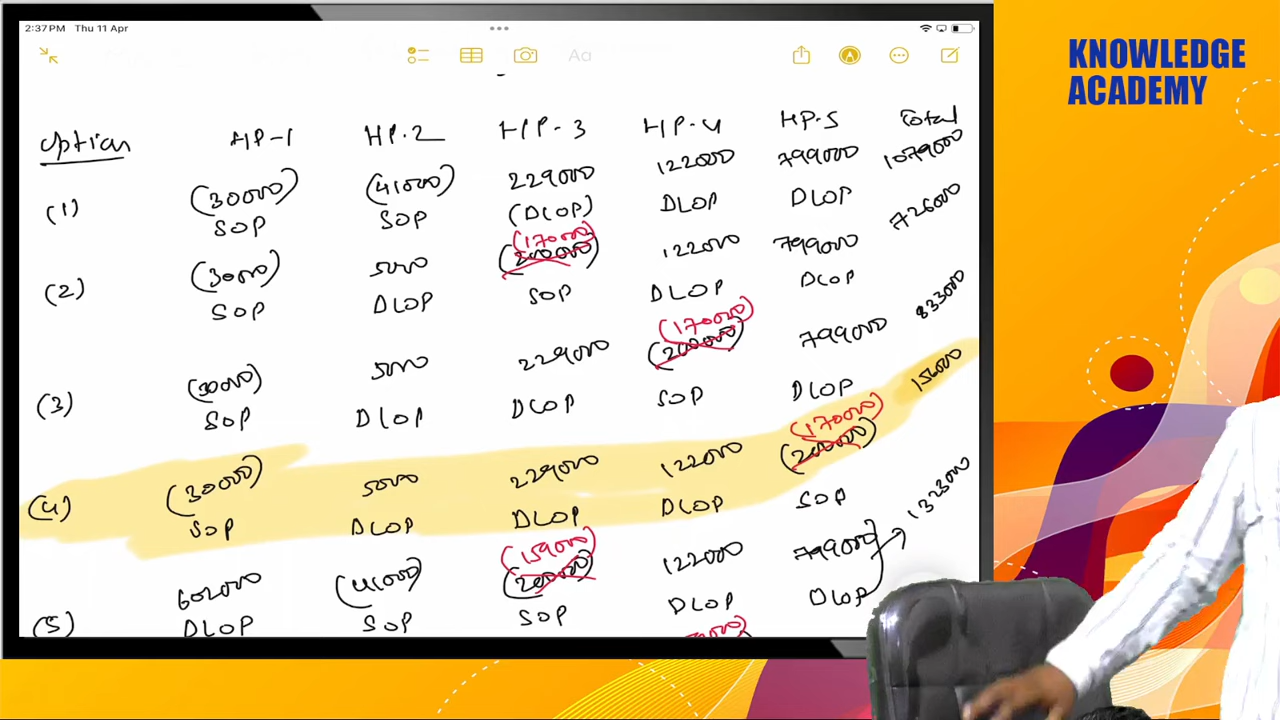 2:37 PM Thu 11 Apr
Aa
KNOWLEDGE
ACADEMY
Option HP-1 HP.2 HP-3 HP-4 HP-5 Total
(1) (30000) (41000) 229000 122000 799000 1079000
SOP SOP (DLOP) DLOP DLOP
(170000)
(2) (30000) 5000 (200000) 122000 799000 726000
SOP DLOP SOP DLOP DLOP
(170000)
(3) (30000) 5000 229000 (200000) 799000 833000
SOP DLOP DLOP SOP DLOP
(170000)
(4) (30000) 5000 229000 122000 (200000) 156000
SOP DLOP DLOP DLOP SOP
(159000)
(5) 602000 (41000) (200000) 122000 799000 1323000
DLOP SOP SOP DLOP DLOP